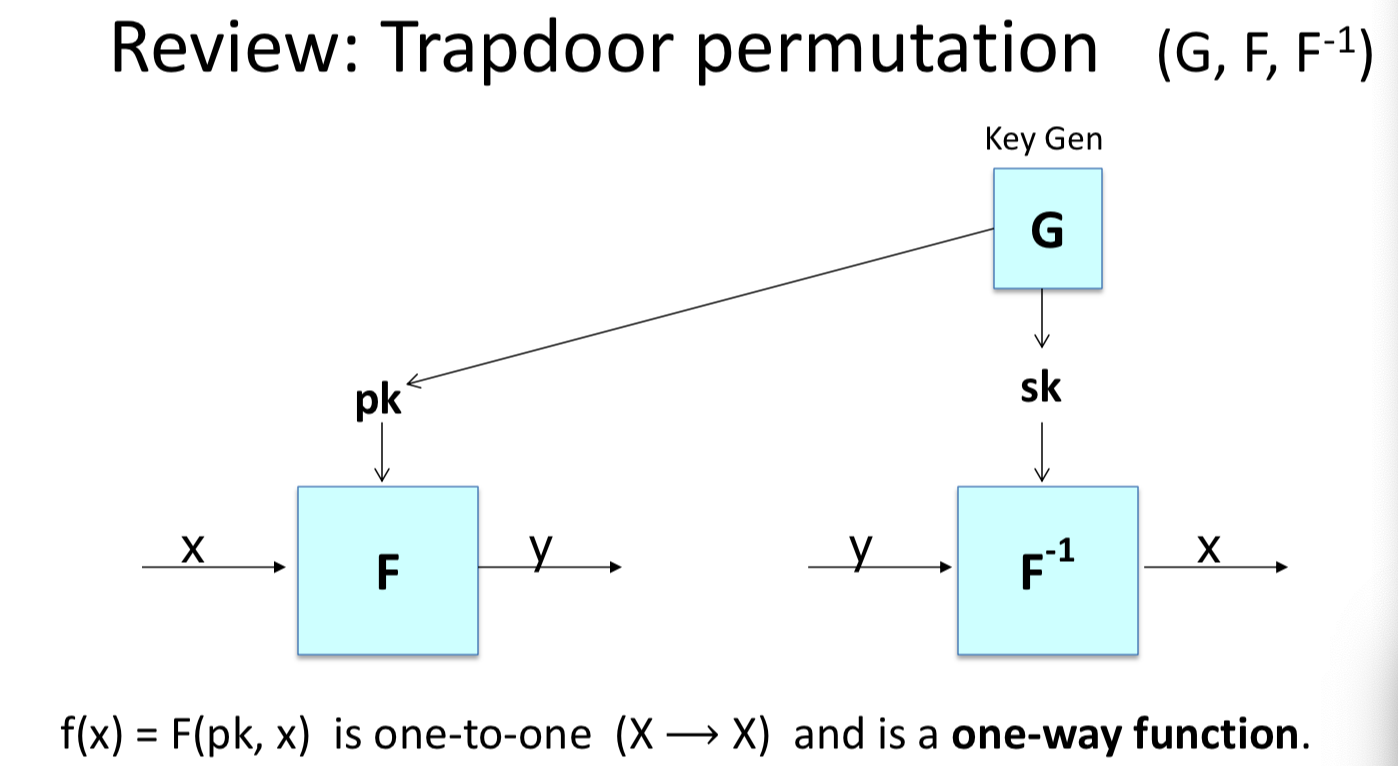 Review: Trapdoor permutation (G, F, F-1)
Key Gen
G
pk
sk
x
F
y
y
F-1
x
f(x) = F(pk, x) is one-to-one (X ⟶ X) and is a one-way function.